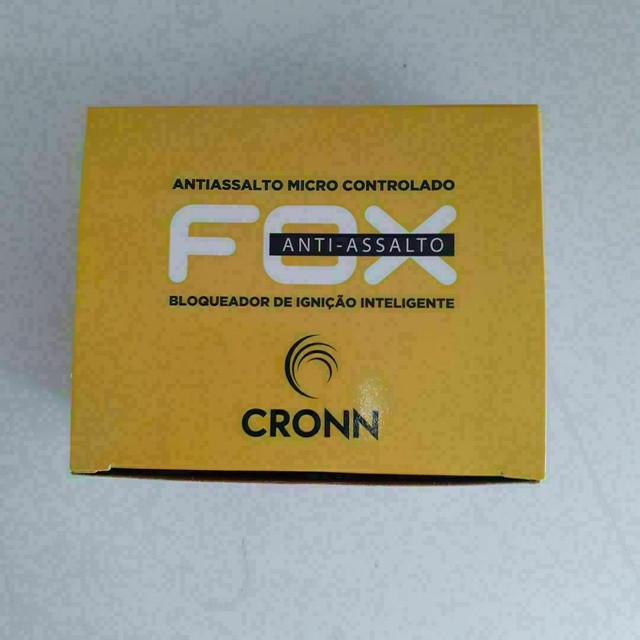 ANTIASSALTO MICRO CONTROLADO
FOX
ANTI-ASSALTO
BLOQUEADOR DE IGNIÇÃO INTELIGENTE
CRONN